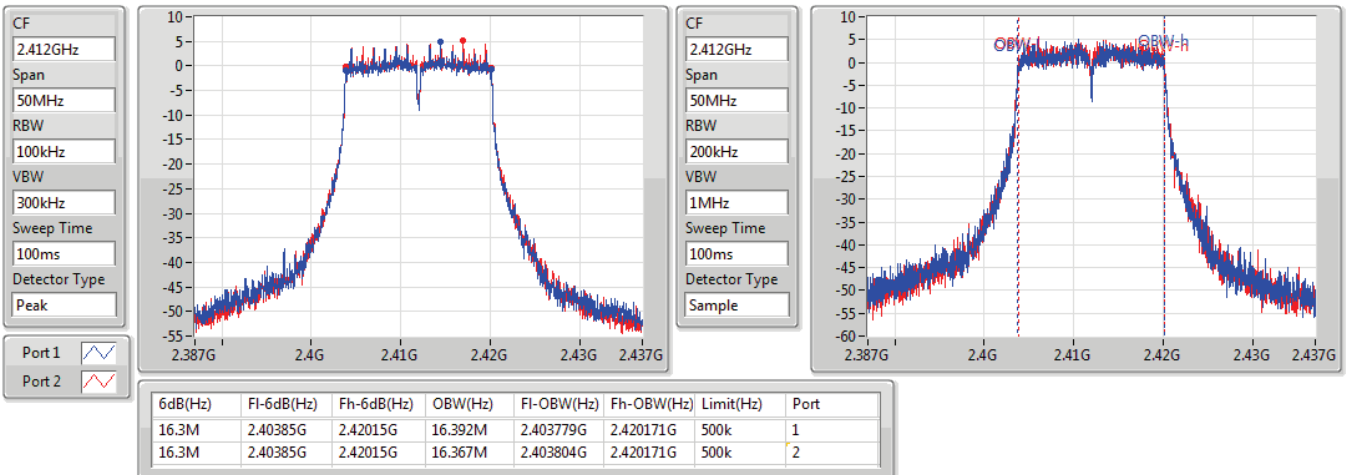 CF
2.412GHz
Span
50MHz
RBW
100kHz
VBW
300kHz
Sweep Time
100ms
Detector Type
Peak
Port 1
Port 2
10
5
0
-5
-10
-15
-20
-25
-30
-35
-40
-45
-50
-55
2.387G 2.4G 2.41G 2.42G 2.43G 2.437G
CF
2.412GHz
Span
50MHz
RBW
200kHz
VBW
1MHz
Sweep Time
100ms
Detector Type
Sample
10
5
0
-5
-10
-15
-20
-25
-30
-35
-40
-45
-50
-55
-60
OBW-l OBW-h
2.387G 2.4G 2.41G 2.42G 2.43G 2.437G
6dB(Hz) Fl-6dB(Hz) Fh-6dB(Hz) OBW(Hz) Fl-OBW(Hz) Fh-OBW(Hz) Limit(Hz) Port
16.3M 2.40385G 2.42015G 16.392M 2.403779G 2.420171G 500k 1
16.3M 2.40385G 2.42015G 16.367M 2.403804G 2.420171G 500k 2